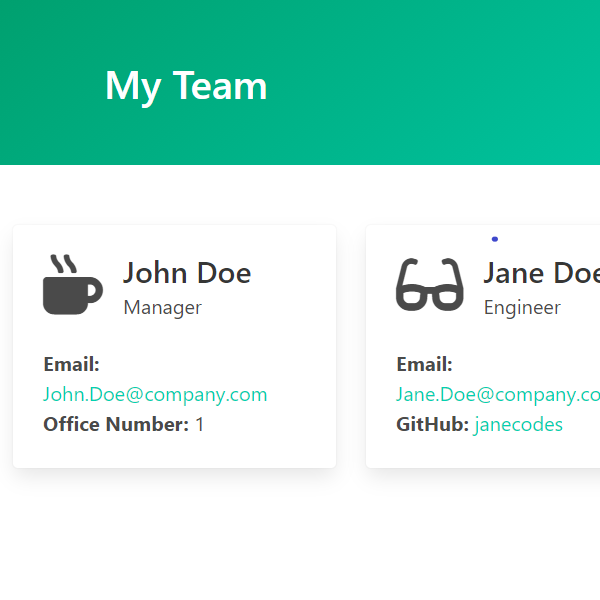 My Team
John Doe
Manager
Email:
John.Doe@company.com
Office Number: 1
Jane Doe
Engineer
Email:
Jane.Doe@company.co
GitHub: janecodes